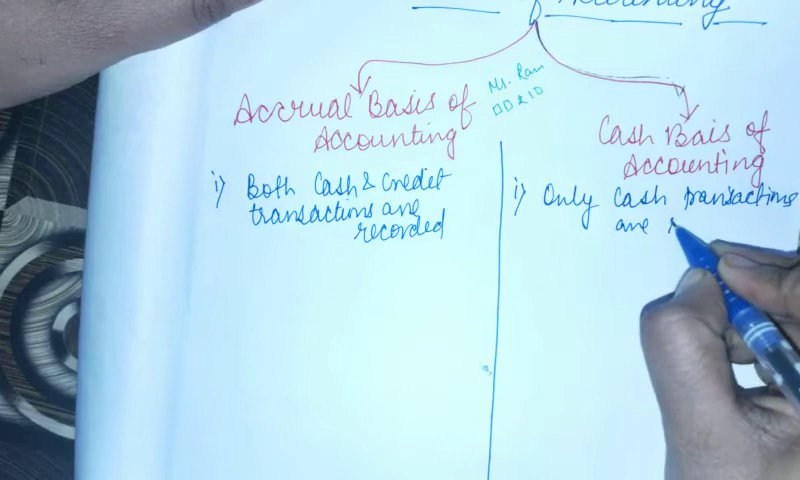 Accounting
Accrual Basis of
Accounting
Mr. Ram
Cash Bais of
Accounting
i) Both Cash & Credit
transactions are
recorded
i) Only Cash transactions
are